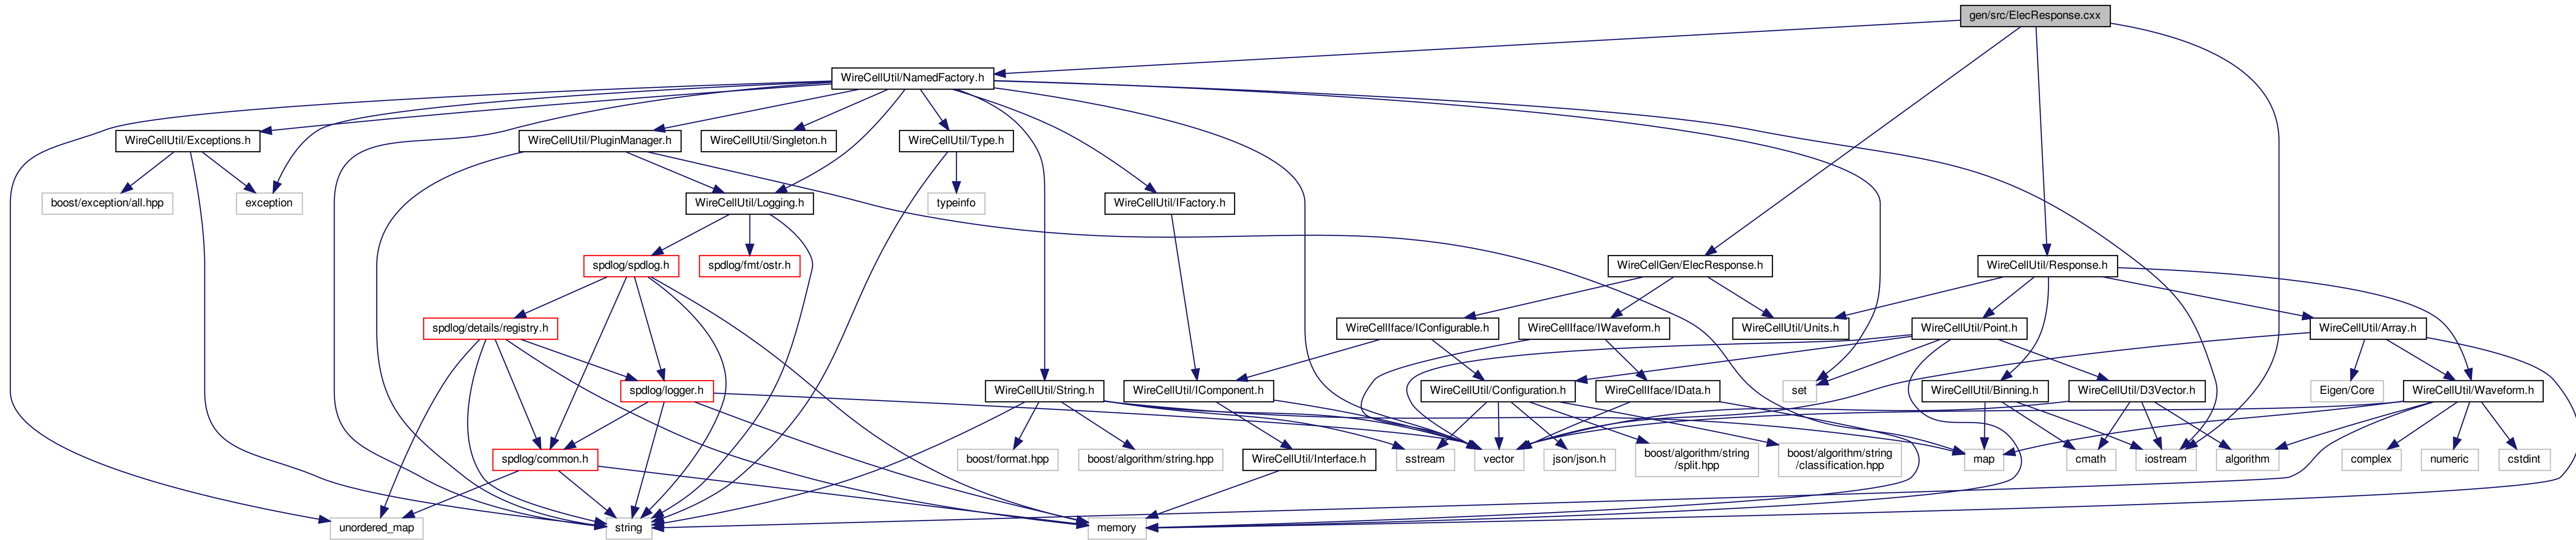 gen/src/ElecResponse.cxx
WireCellUtil/NamedFactory.h
WireCellUtil/Exceptions.h
WireCellUtil/PluginManager.h
WireCellUtil/Singleton.h
WireCellUtil/Type.h
boost/exception/all.hpp
exception
WireCellUtil/Logging.h
typeinfo
WireCellUtil/IFactory.h
spdlog/spdlog.h
spdlog/fmt/ostr.h
WireCellGen/ElecResponse.h
WireCellUtil/Response.h
spdlog/details/registry.h
WireCellIface/IConfigurable.h
WireCellIface/IWaveform.h
WireCellUtil/Units.h
WireCellUtil/Point.h
WireCellUtil/Array.h
spdlog/logger.h
WireCellUtil/String.h
WireCellUtil/IComponent.h
WireCellUtil/Configuration.h
WireCellIface/IData.h
set
WireCellUtil/Binning.h
WireCellUtil/D3Vector.h
Eigen/Core
WireCellUtil/Waveform.h
spdlog/common.h
boost/format.hpp
boost/algorithm/string.hpp
WireCellUtil/Interface.h
sstream
vector
json/json.h
boost/algorithm/string
/split.hpp
boost/algorithm/string
/classification.hpp
map
cmath
iostream
algorithm
complex
numeric
cstdint
unordered_map
string
memory